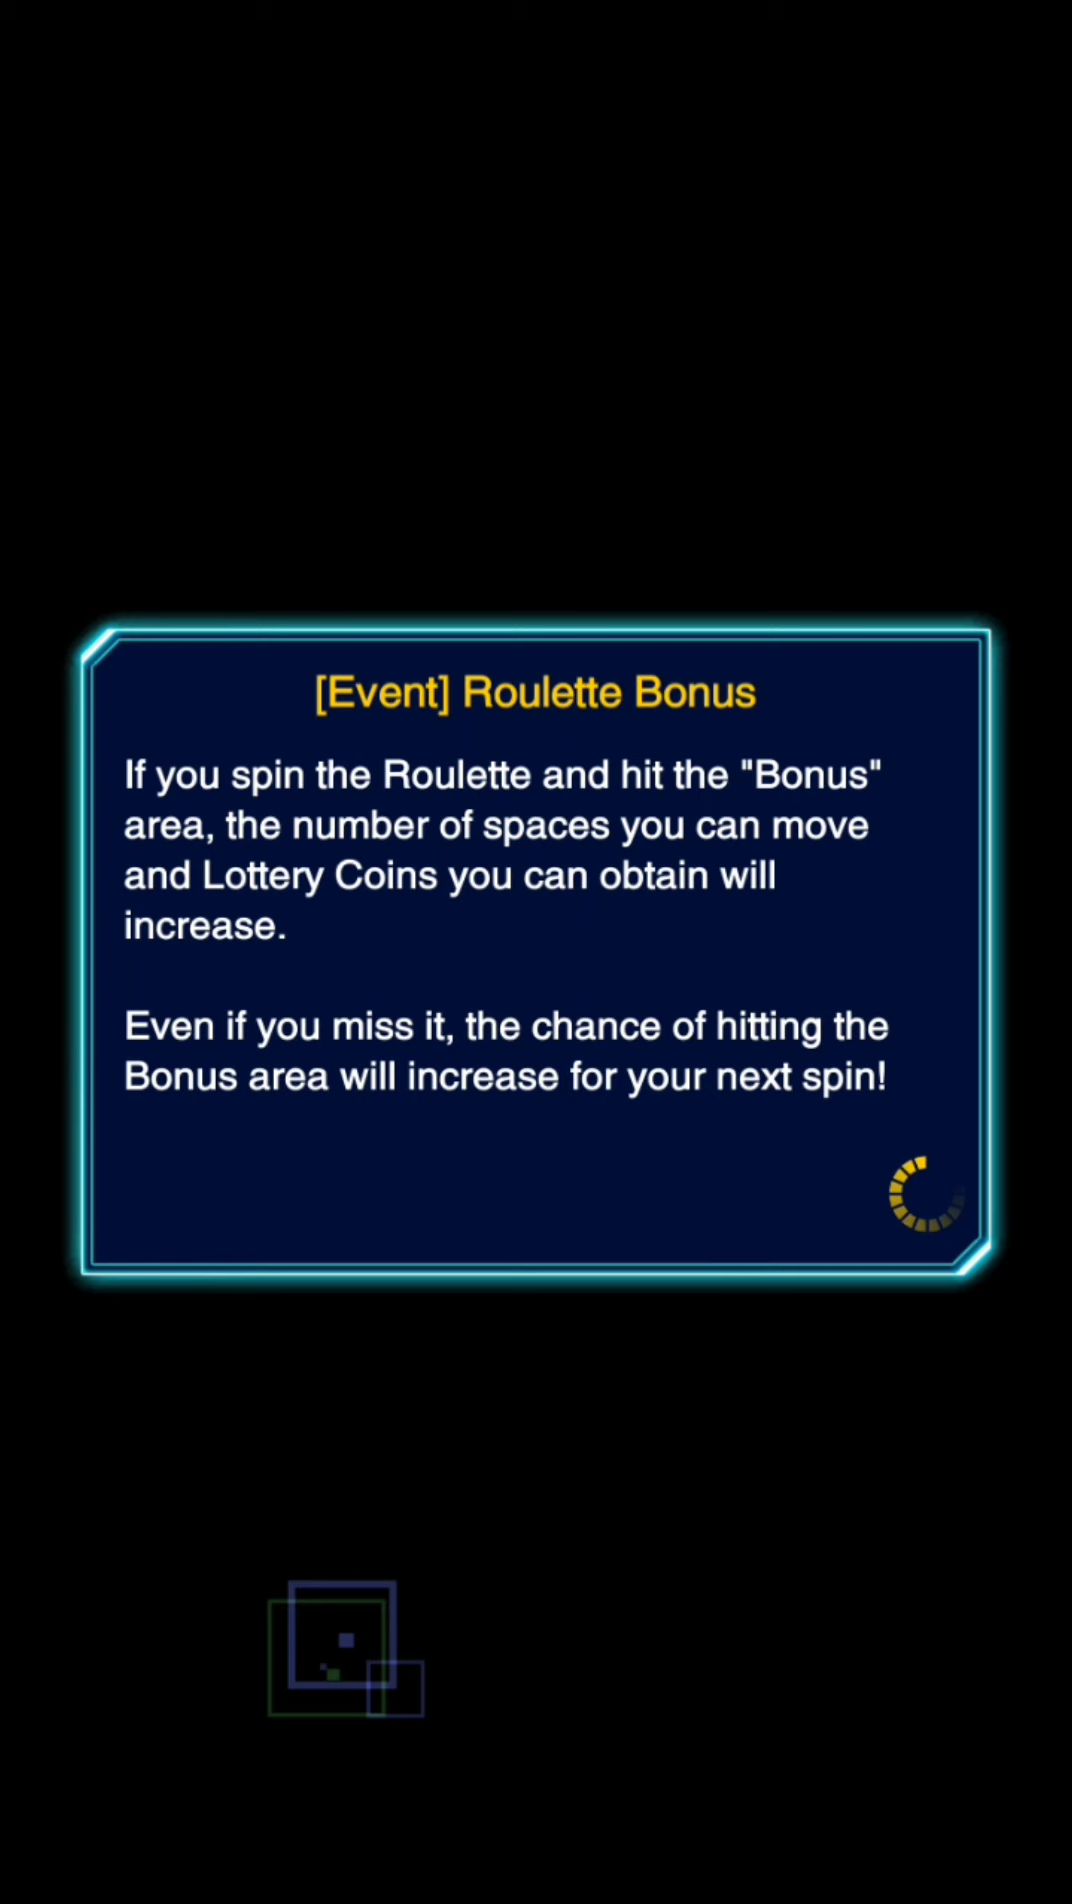 [Event] Roulette Bonus
If you spin the Roulette and hit the "Bonus"
area, the number of spaces you can move
and Lottery Coins you can obtain will
increase.
Even if you miss it, the chance of hitting the
Bonus area will increase for your next spin!